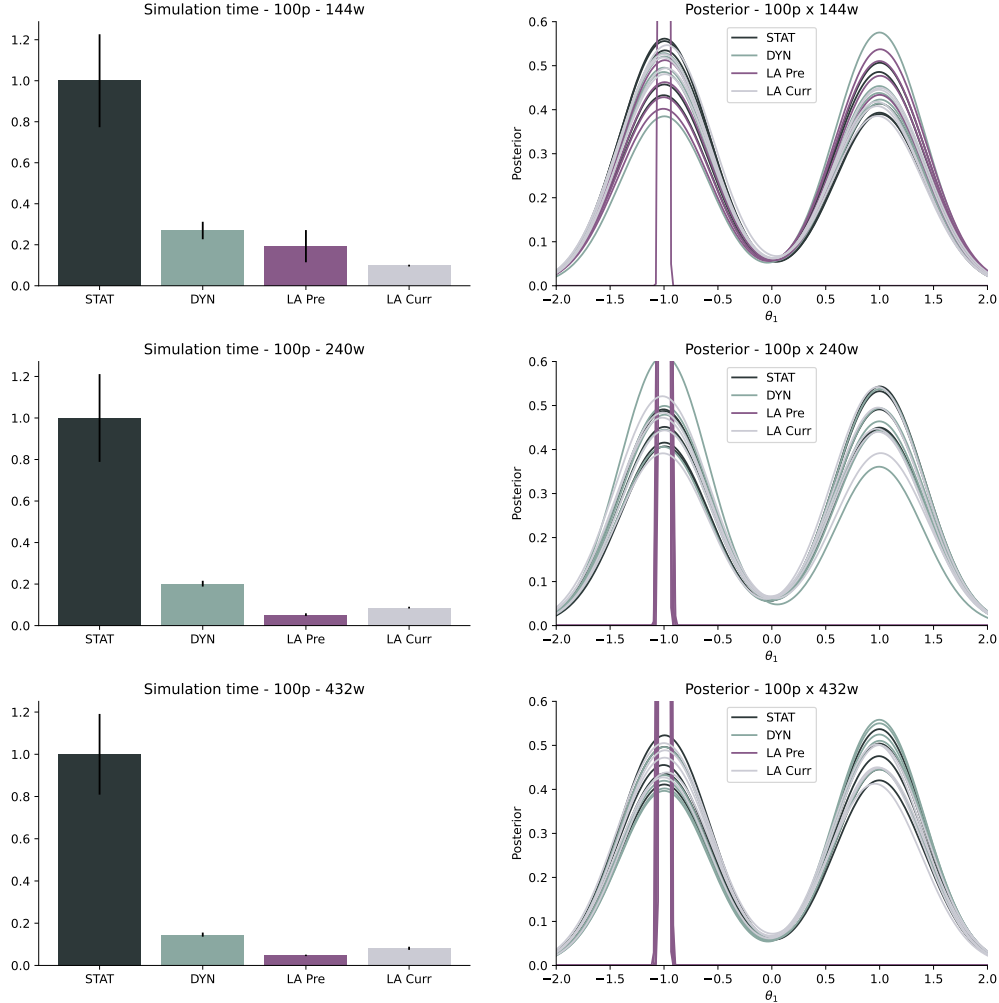 Simulation time - 100p - 144w
1.2
1.0
0.8
0.6
0.4
0.2
0.0
STAT DYN LA Pre LA Curr
Posterior - 100p x 144w
0.6
0.5
0.4
0.3
0.2
0.1
0.0
Posterior
STAT
DYN
LA Pre
LA Curr
−2.0 −1.5 −1.0 −0.5 0.0 0.5 1.0 1.5 2.0
θ₁
Simulation time - 100p - 240w
1.2
1.0
0.8
0.6
0.4
0.2
0.0
STAT DYN LA Pre LA Curr
Posterior - 100p x 240w
0.6
0.5
0.4
0.3
0.2
0.1
0.0
Posterior
STAT
DYN
LA Pre
LA Curr
−2.0 −1.5 −1.0 −0.5 0.0 0.5 1.0 1.5 2.0
θ₁
Simulation time - 100p - 432w
1.2
1.0
0.8
0.6
0.4
0.2
0.0
STAT DYN LA Pre LA Curr
Posterior - 100p x 432w
0.6
0.5
0.4
0.3
0.2
0.1
0.0
Posterior
STAT
DYN
LA Pre
LA Curr
−2.0 −1.5 −1.0 −0.5 0.0 0.5 1.0 1.5 2.0
θ₁